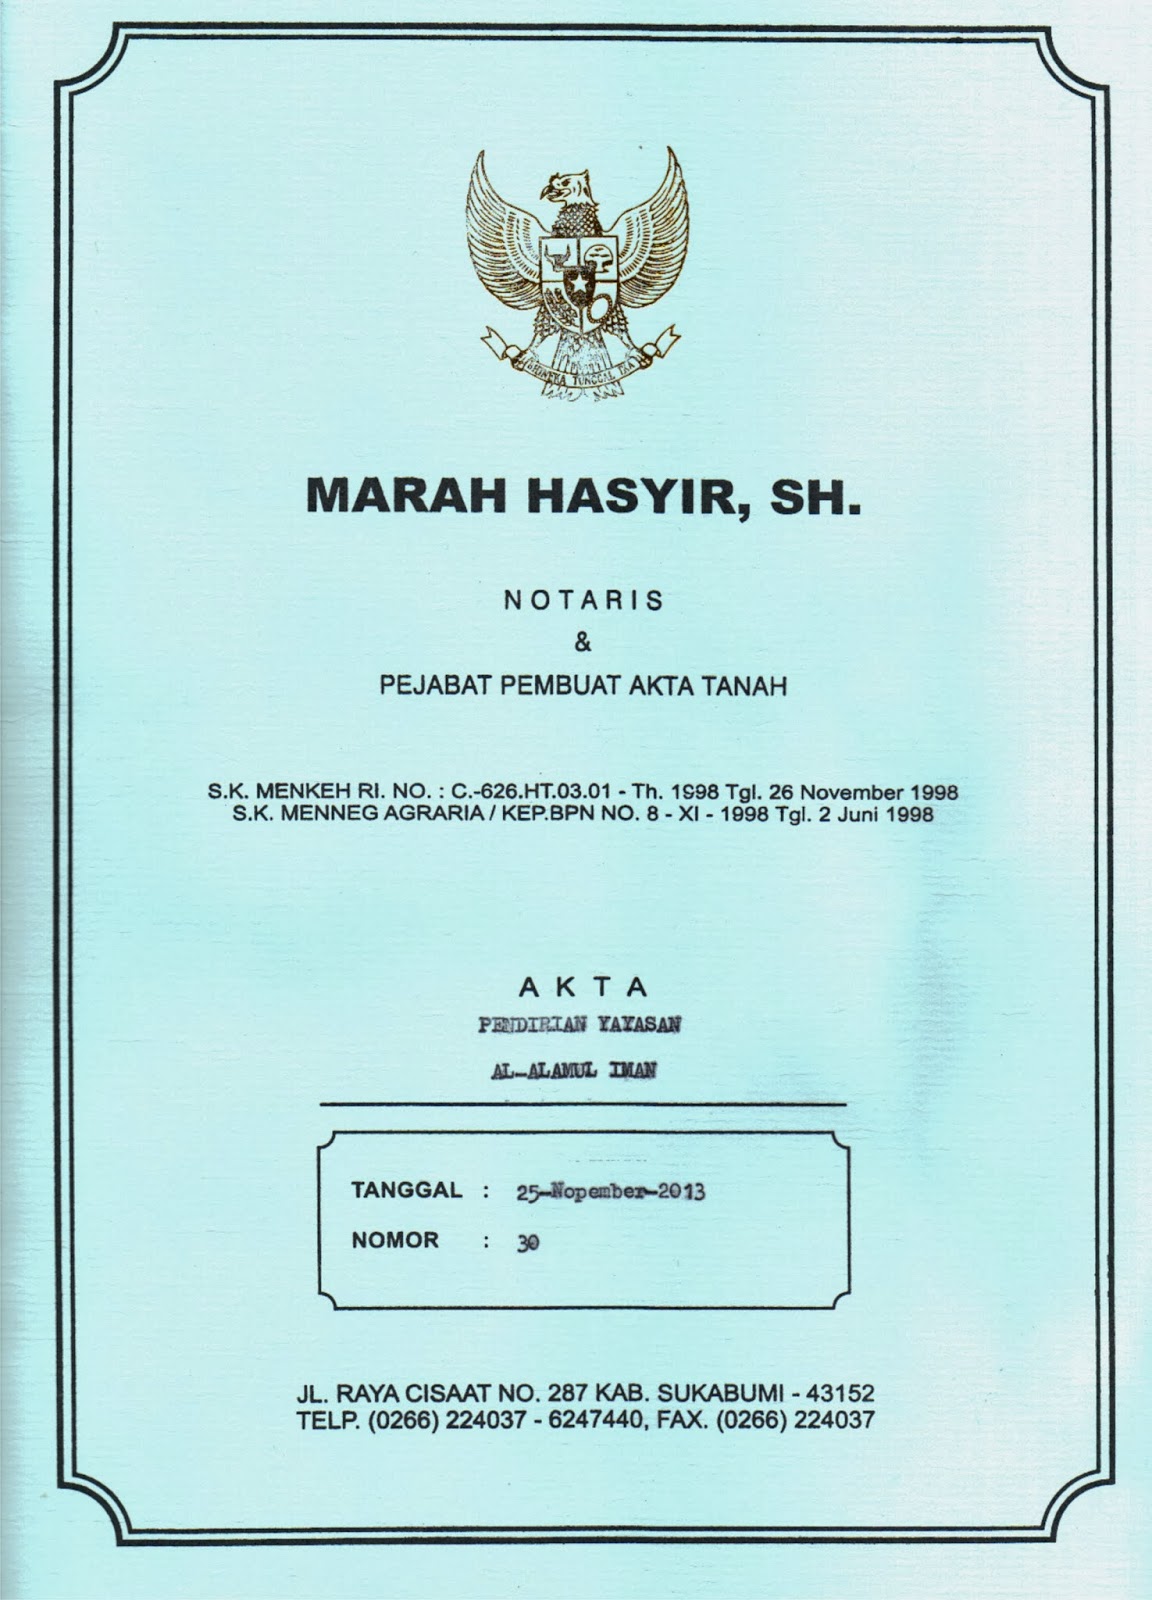 BHINEKA TUNGGAL IKA
MARAH HASYIR, SH.
NOTARIS
&
PEJABAT PEMBUAT AKTA TANAH
S.K. MENKEH RI. NO. : C.-626.HT.03.01 - Th. 1998 Tgl. 26 November 1998
S.K. MENNEG AGRARIA / KEP.BPN NO. 8 - XI - 1998 Tgl. 2 Juni 1998
AKTA
PENDIRIAN YAYASAN
AL-ALAMUL IMAN
TANGGAL : 25-Nopember-2013
NOMOR : 30
JL. RAYA CISAAT NO. 287 KAB. SUKABUMI - 43152
TELP. (0266) 224037 - 6247440, FAX. (0266) 224037